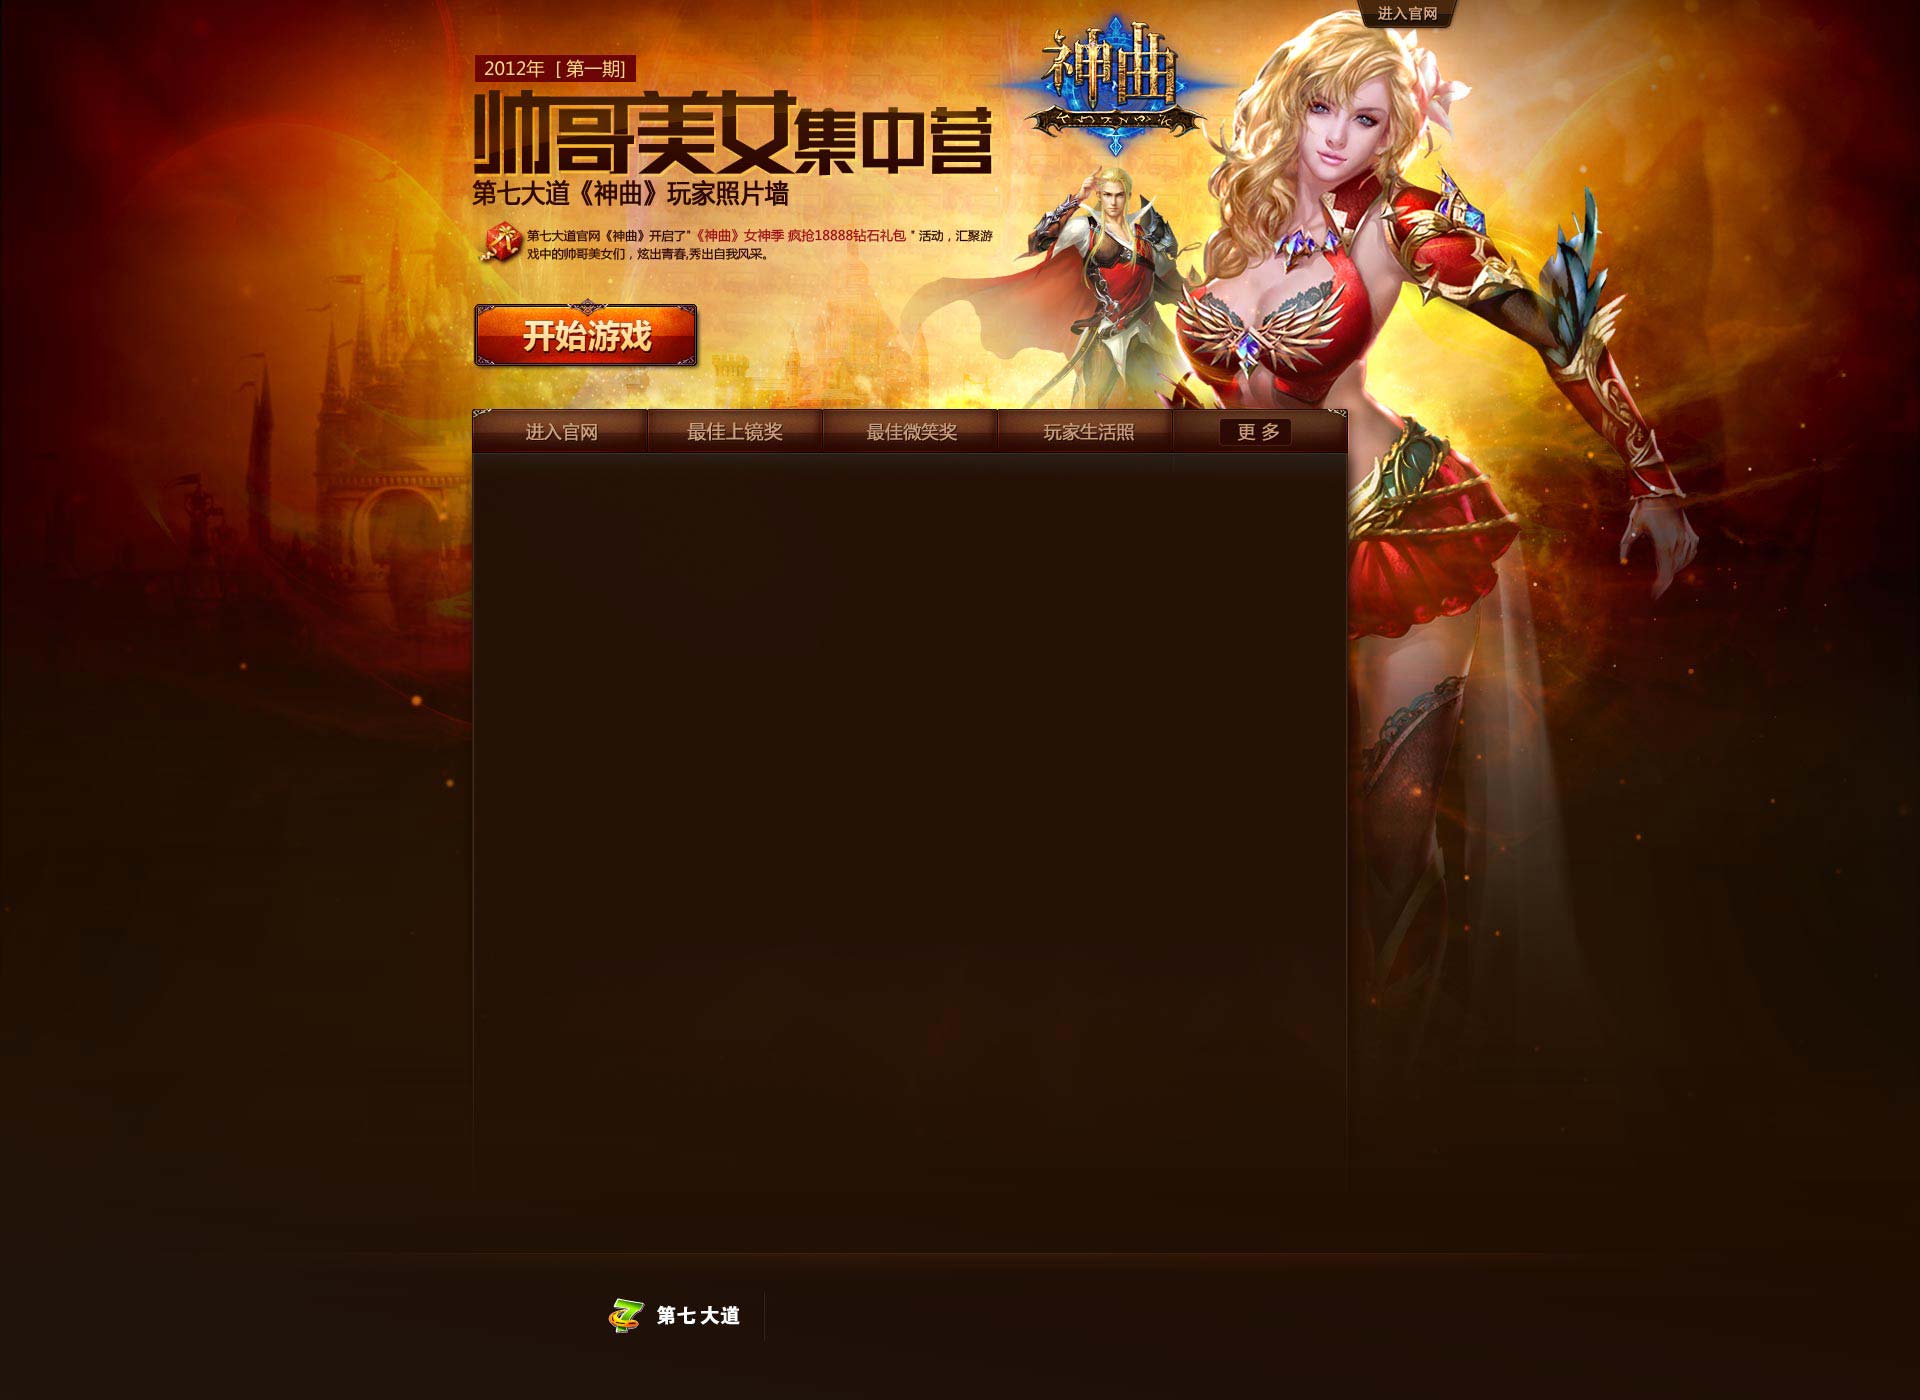 进入官网
神曲
2012年 [ 第一期]
帅哥美女集中营
第七大道《神曲》玩家照片墙
第七大道官网《神曲》开启了"《神曲》女神季 疯抢18888钻石礼包 " 活动，汇聚游
戏中的帅哥美女们，炫出青春,秀出自我风采。
开始游戏
进入官网 最佳上镜奖 最佳微笑奖 玩家生活照 更 多
7 第七大道